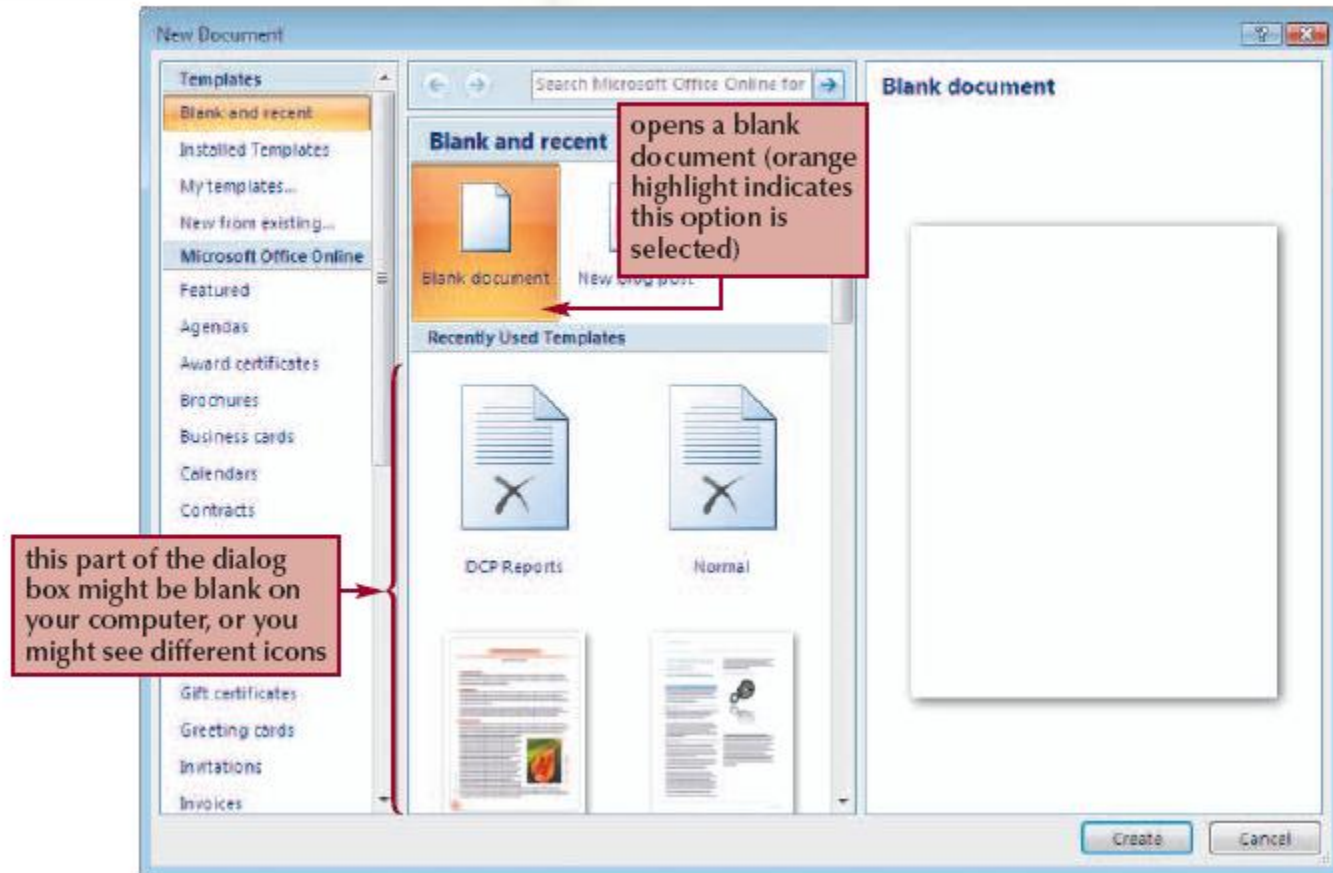 New Document
Templates
Blank and recent
Installed Templates
My templates...
New from existing...
Microsoft Office Online
Featured
Agendas
Award certificates
Brochures
Business cards
Calendars
Contracts
Gift certificates
Greeting cards
Invitations
Invoices
Search Microsoft Office Online for
Blank and recent
Blank document
New blog post
opens a blank
document (orange
highlight indicates
this option is
selected)
Recently Used Templates
DCP Reports
Normal
this part of the dialog
box might be blank on
your computer, or you
might see different icons
Blank document
Create
Cancel